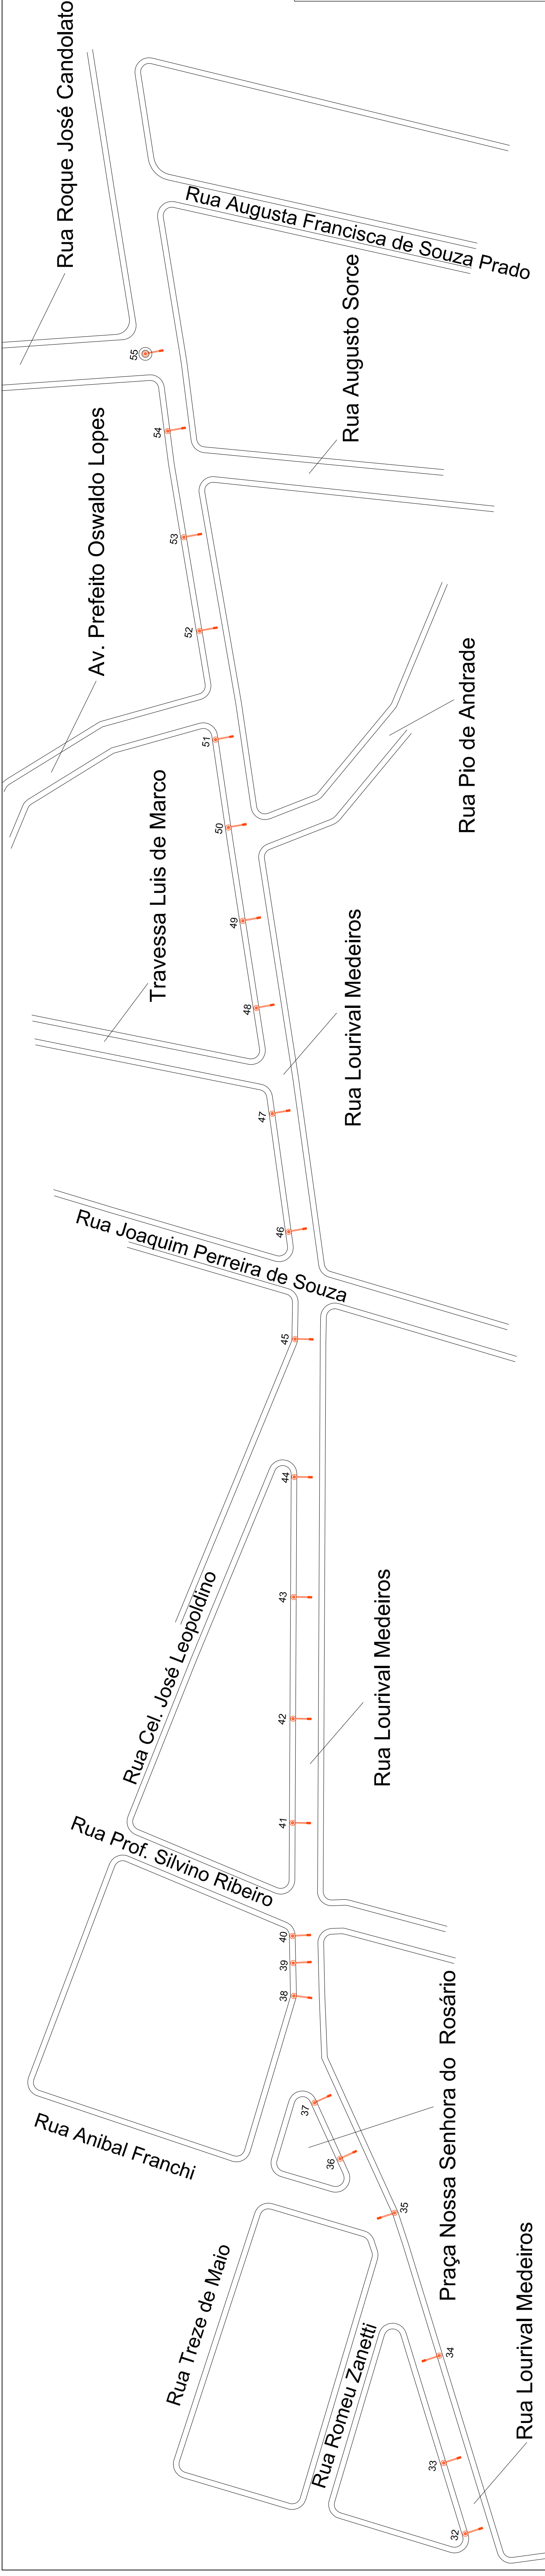 Rua Roque José Candolato
Rua Augusta Francisca de Souza Prado
Rua Augusto Sorce
55
54
Av. Prefeito Oswaldo Lopes
53
52
Rua Pio de Andrade
51
Travessa Luis de Marco
50
49
Rua Lourival Medeiros
48
47
46
Rua Joaquim Perreira de Souza
45
44
Rua Cel. José Leopoldino
43
Rua Lourival Medeiros
42
41
Rua Prof. Silvino Ribeiro
40
39
38
Praça Nossa Senhora do Rosário
Rua Anibal Franchi
37
36
35
Rua Treze de Maio
Rua Lourival Medeiros
34
Rua Romeu Zanetti
33
32